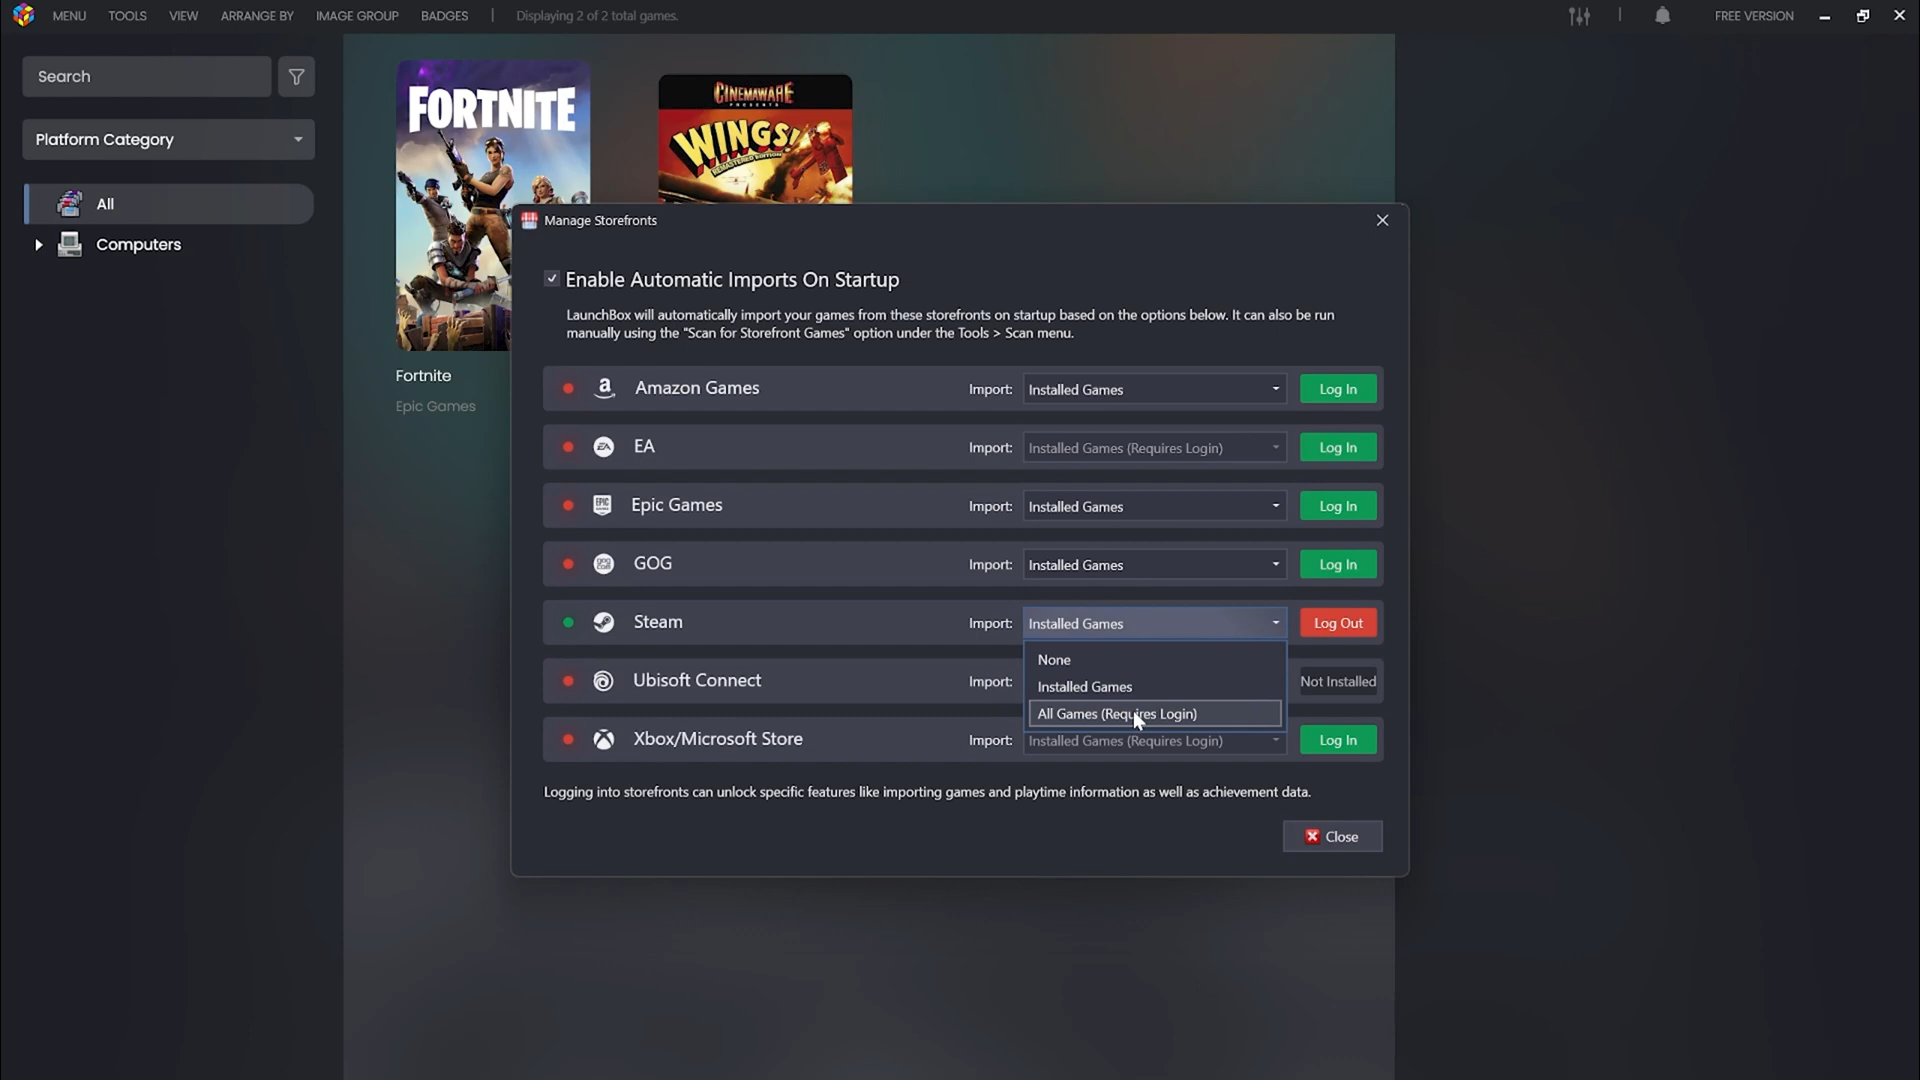 MENU TOOLS VIEW ARRANGE BY IMAGE GROUP BADGES | Displaying 2 of 2 total games. FREE VERSION
Search
Platform Category
All
Computers
FORTNITE
CINEMAWARE
PRESENTS
WINGS!
REMASTERED EDITION
Fortnite
Epic Games
Manage Storefronts
Enable Automatic Imports On Startup
LaunchBox will automatically import your games from these storefronts on startup based on the options below. It can also be run
manually using the "Scan for Storefront Games" option under the Tools > Scan menu.
a Amazon Games Import: Installed Games Log In
EA EA Import: Installed Games (Requires Login) Log In
EPIC Epic Games Import: Installed Games Log In
GOG COM GOG Import: Installed Games Log In
Steam Import: Installed Games Log Out
None
Installed Games
All Games (Requires Login)
Ubisoft Connect Import: Not Installed
Xbox/Microsoft Store Import: Installed Games (Requires Login) Log In
Logging into storefronts can unlock specific features like importing games and playtime information as well as achievement data.
Close